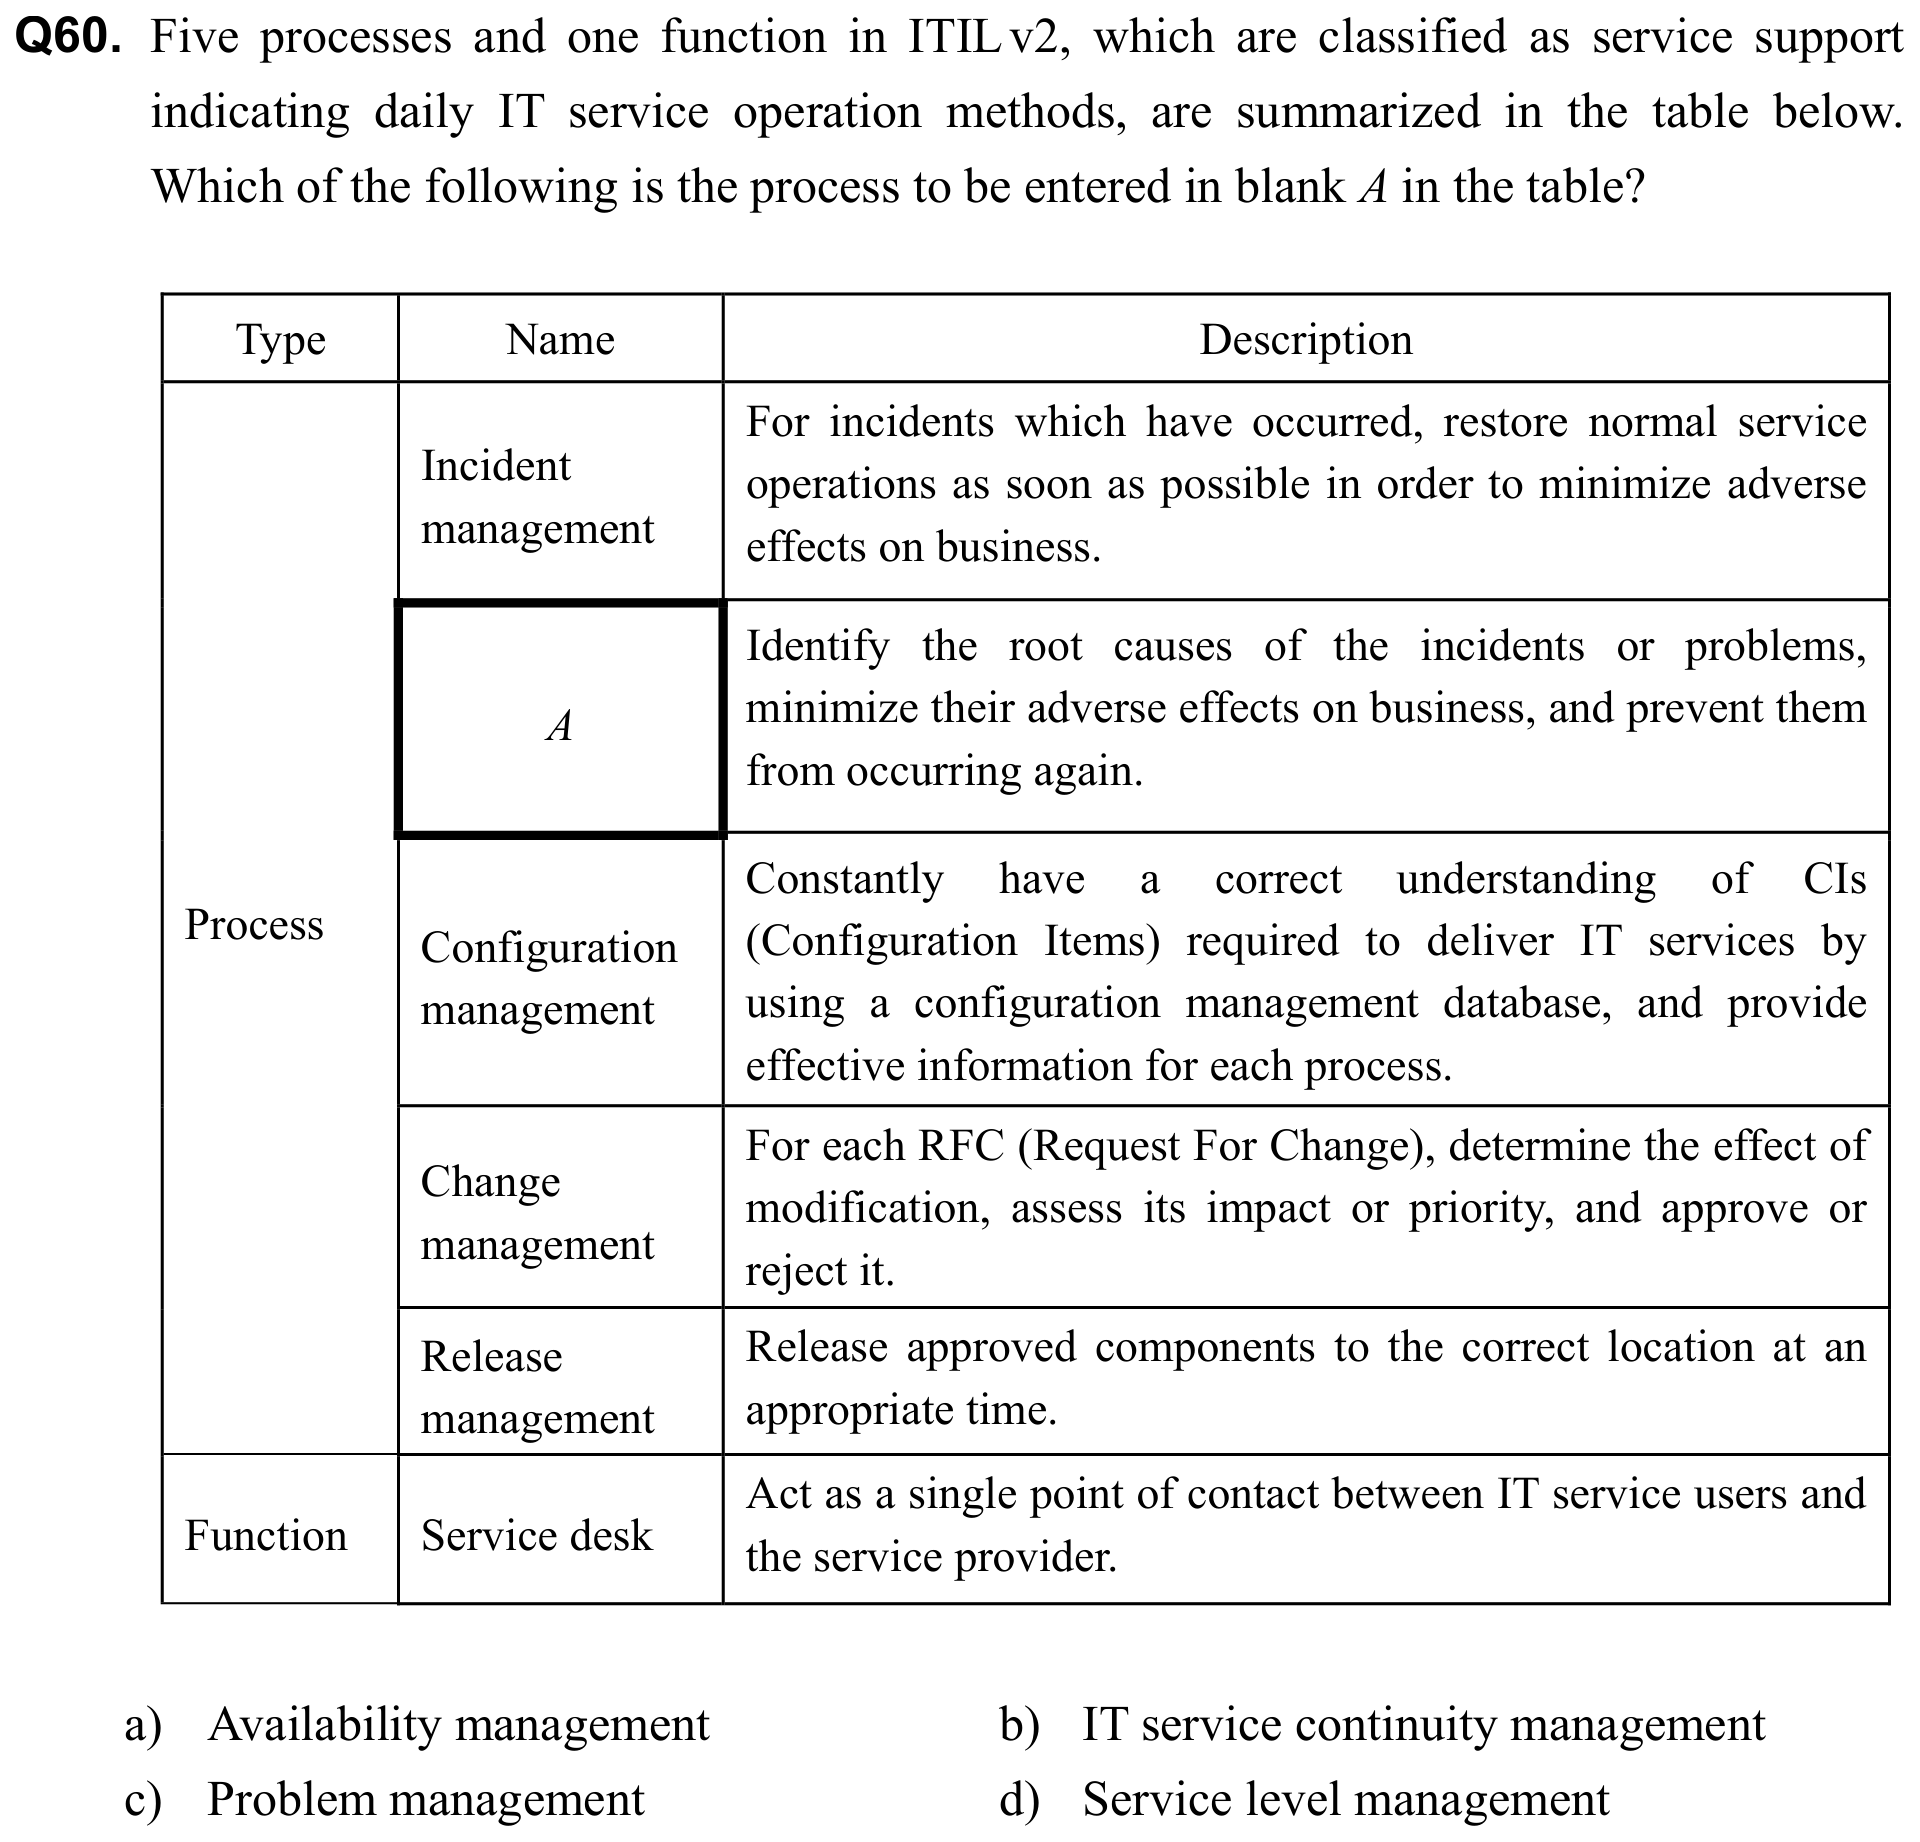 Q60. Five processes and one function in ITIL v2, which are classified as service support
indicating daily IT service operation methods, are summarized in the table below.
Which of the following is the process to be entered in blank A in the table?
Type Name Description
Process
Incident
management
For incidents which have occurred, restore normal service
operations as soon as possible in order to minimize adverse
effects on business.
A
Identify the root causes of the incidents or problems,
minimize their adverse effects on business, and prevent them
from occurring again.
Configuration
management
Constantly have a correct understanding of CIs
(Configuration Items) required to deliver IT services by
using a configuration management database, and provide
effective information for each process.
Change
management
For each RFC (Request For Change), determine the effect of
modification, assess its impact or priority, and approve or
reject it.
Release
management
Release approved components to the correct location at an
appropriate time.
Function
Service desk
Act as a single point of contact between IT service users and
the service provider.
a) Availability management b) IT service continuity management
c) Problem management d) Service level management